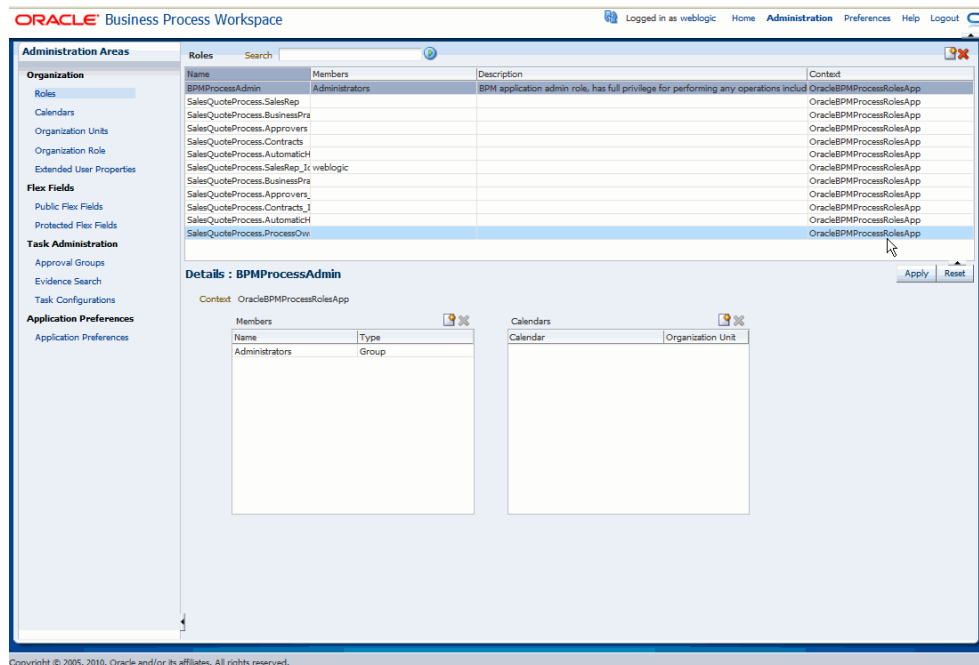 ORACLE Business Process Workspace
Logged in as weblogic Home Administration Preferences Help Logout
Administration Areas
Organization
Roles
Calendars
Organization Units
Organization Role
Extended User Properties
Flex Fields
Public Flex Fields
Protected Flex Fields
Task Administration
Approval Groups
Evidence Search
Task Configurations
Application Preferences
Application Preferences
Roles Search
Name Members Description Context
BPMProcessAdmin Administrators BPM application admin role, has full privilege for performing any operations includ OracleBPMProcessRolesApp
SalesQuoteProcess.SalesRep OracleBPMProcessRolesApp
SalesQuoteProcess.BusinessPra OracleBPMProcessRolesApp
SalesQuoteProcess.Approvers OracleBPMProcessRolesApp
SalesQuoteProcess.Contracts OracleBPMProcessRolesApp
SalesQuoteProcess.AutomaticH OracleBPMProcessRolesApp
SalesQuoteProcess.SalesRep_Ic weblogic OracleBPMProcessRolesApp
SalesQuoteProcess.BusinessPra OracleBPMProcessRolesApp
SalesQuoteProcess.Approvers_ OracleBPMProcessRolesApp
SalesQuoteProcess.Contracts_I OracleBPMProcessRolesApp
SalesQuoteProcess.AutomaticH OracleBPMProcessRolesApp
SalesQuoteProcess.ProcessOwi OracleBPMProcessRolesApp
Details : BPMProcessAdmin
Apply Reset
Context OracleBPMProcessRolesApp
Members
Name Type
Administrators Group
Calendars
Calendar Organization Unit
Copyright © 2005, 2010, Oracle and/or its affiliates. All rights reserved.